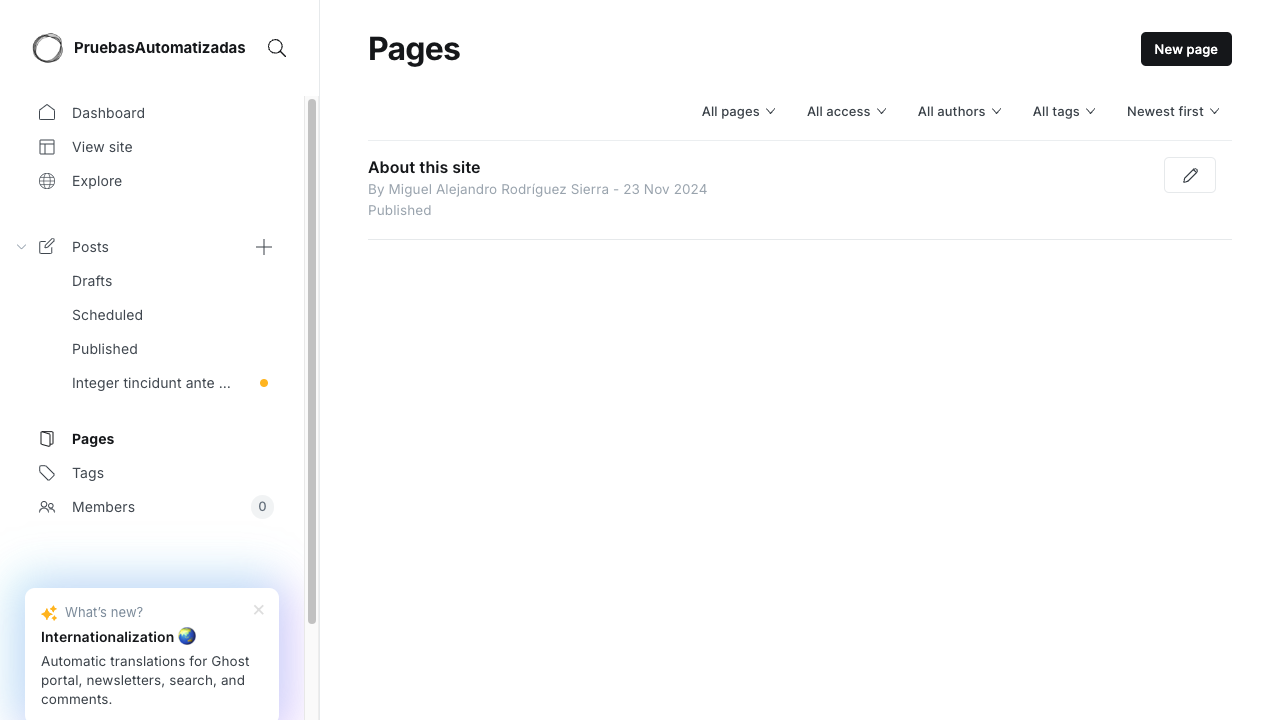 PruebasAutomatizadas
Dashboard
View site
Explore
Posts
Drafts
Scheduled
Published
Integer tincidunt ante ...
Pages
Tags
Members 0
What's new?
Internationalization 🌏
Automatic translations for Ghost
portal, newsletters, search, and
comments.
Pages
New page
All pages All access All authors All tags Newest first
About this site
By Miguel Alejandro Rodríguez Sierra - 23 Nov 2024
Published